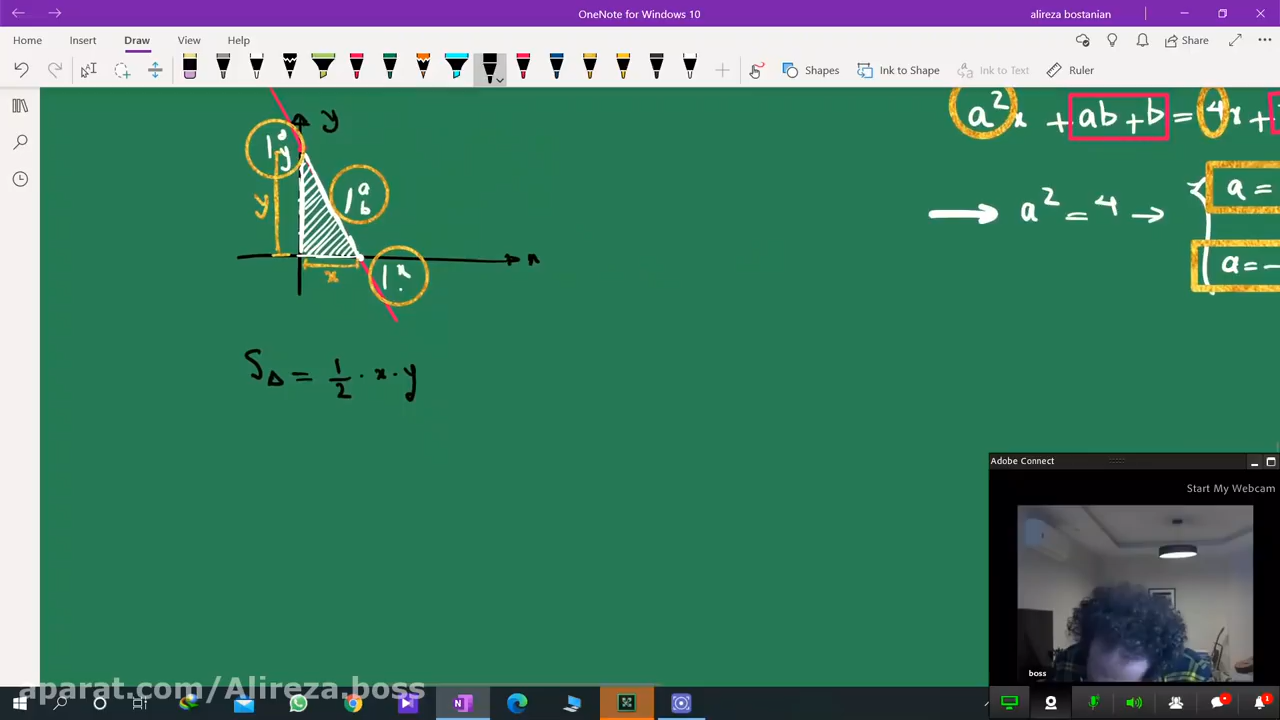 OneNote for Windows 10
alireza bostanian
Home Insert Draw View Help
Share
Shapes
Ink to Shape
Ink to Text
Ruler
y
0
y
a
b
y
x
x
S△ = 1/2 · x · y
a²x + ab + b = 4x +
a² = 4 →
a =
a = −
Adobe Connect
Start My Webcam
boss
aparat.com/Alireza.boss